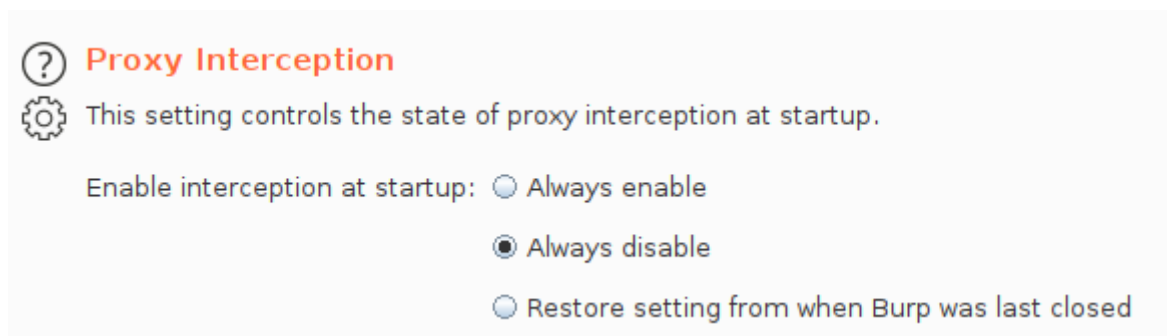 Proxy Interception
This setting controls the state of proxy interception at startup.
Enable interception at startup: Always enable
Always disable
Restore setting from when Burp was last closed